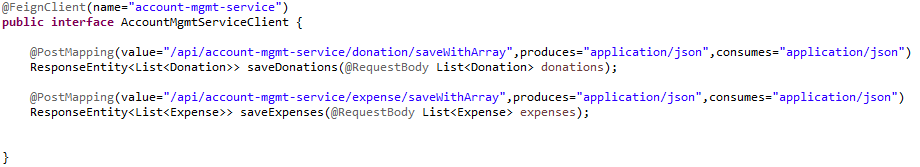 @FeignClient(name="account-mgmt-service")
public interface AccountMgmtServiceClient {
@PostMapping(value="/api/account-mgmt-service/donation/saveWithArray",produces="application/json",consumes="application/json")
ResponseEntity<List<Donation>> saveDonations(@RequestBody List<Donation> donations);
@PostMapping(value="/api/account-mgmt-service/expense/saveWithArray",produces="application/json",consumes="application/json")
ResponseEntity<List<Expense>> saveExpenses(@RequestBody List<Expense> expenses);
}